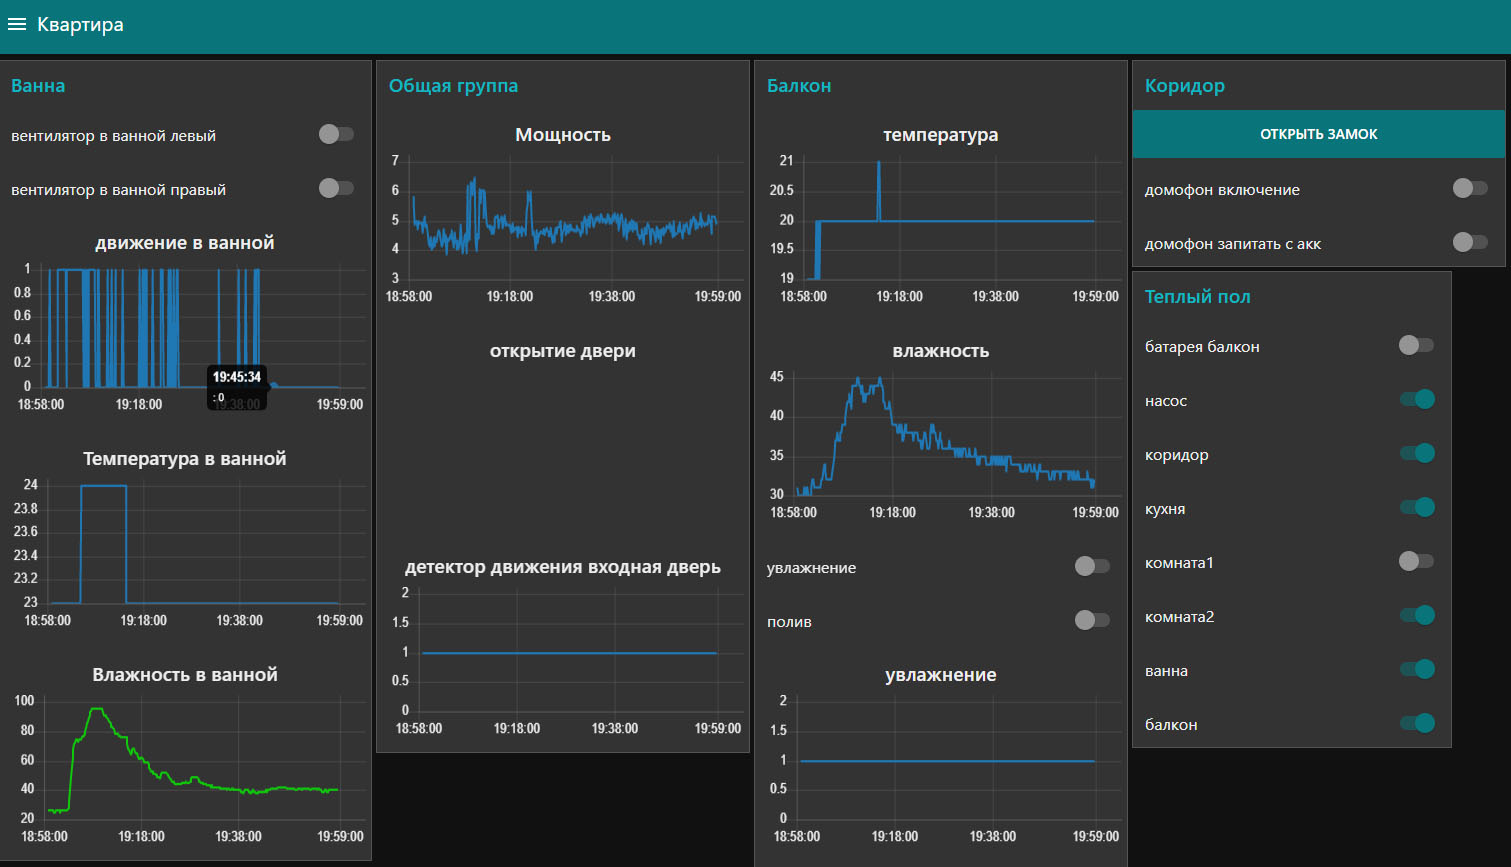 Квартира
Ванна
вентилятор в ванной левый
вентилятор в ванной правый
движение в ванной
1
0.8
0.6
0.4
0.2
0
19:45:34
: 0
18:58:00 19:18:00 19:38:00 19:59:00
Температура в ванной
24
23.8
23.6
23.4
23.2
23
18:58:00 19:18:00 19:38:00 19:59:00
Влажность в ванной
100
80
60
40
20
18:58:00 19:18:00 19:38:00 19:59:00
Общая группа
Мощность
7
6
5
4
3
18:58:00 19:18:00 19:38:00 19:59:00
открытие двери
детектор движения входная дверь
2
1.5
1
0.5
0
18:58:00 19:18:00 19:38:00 19:59:00
Балкон
температура
21
20.5
20
19.5
19
18:58:00 19:18:00 19:38:00 19:59:00
влажность
45
40
35
30
18:58:00 19:18:00 19:38:00 19:59:00
увлажнение
полив
увлажнение
2
1.5
1
0.5
0
18:58:00 19:18:00 19:38:00 19:59:00
Коридор
ОТКРЫТЬ ЗАМОК
домофон включение
домофон запитать с акк
Теплый пол
батарея балкон
насос
коридор
кухня
комната1
комната2
ванна
балкон